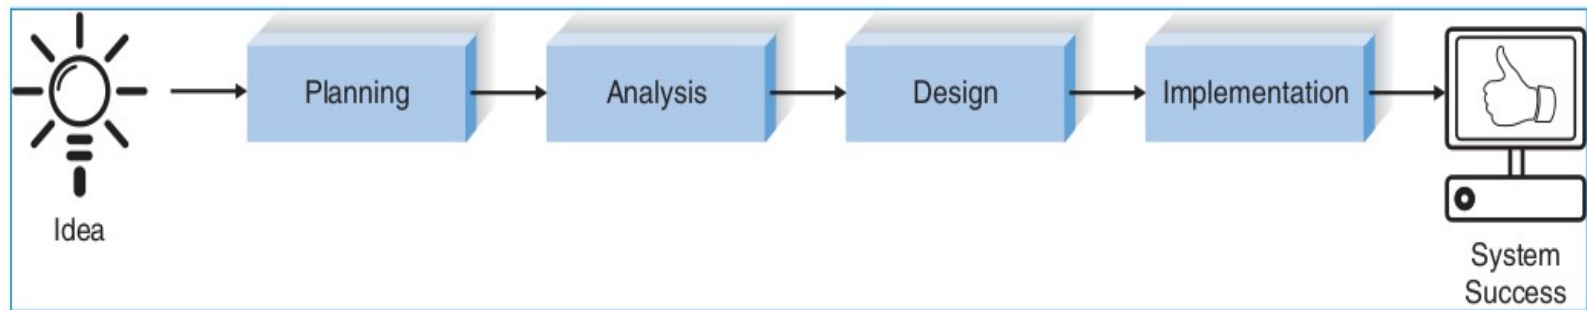 Idea
Planning
Analysis
Design
Implementation
System
Success